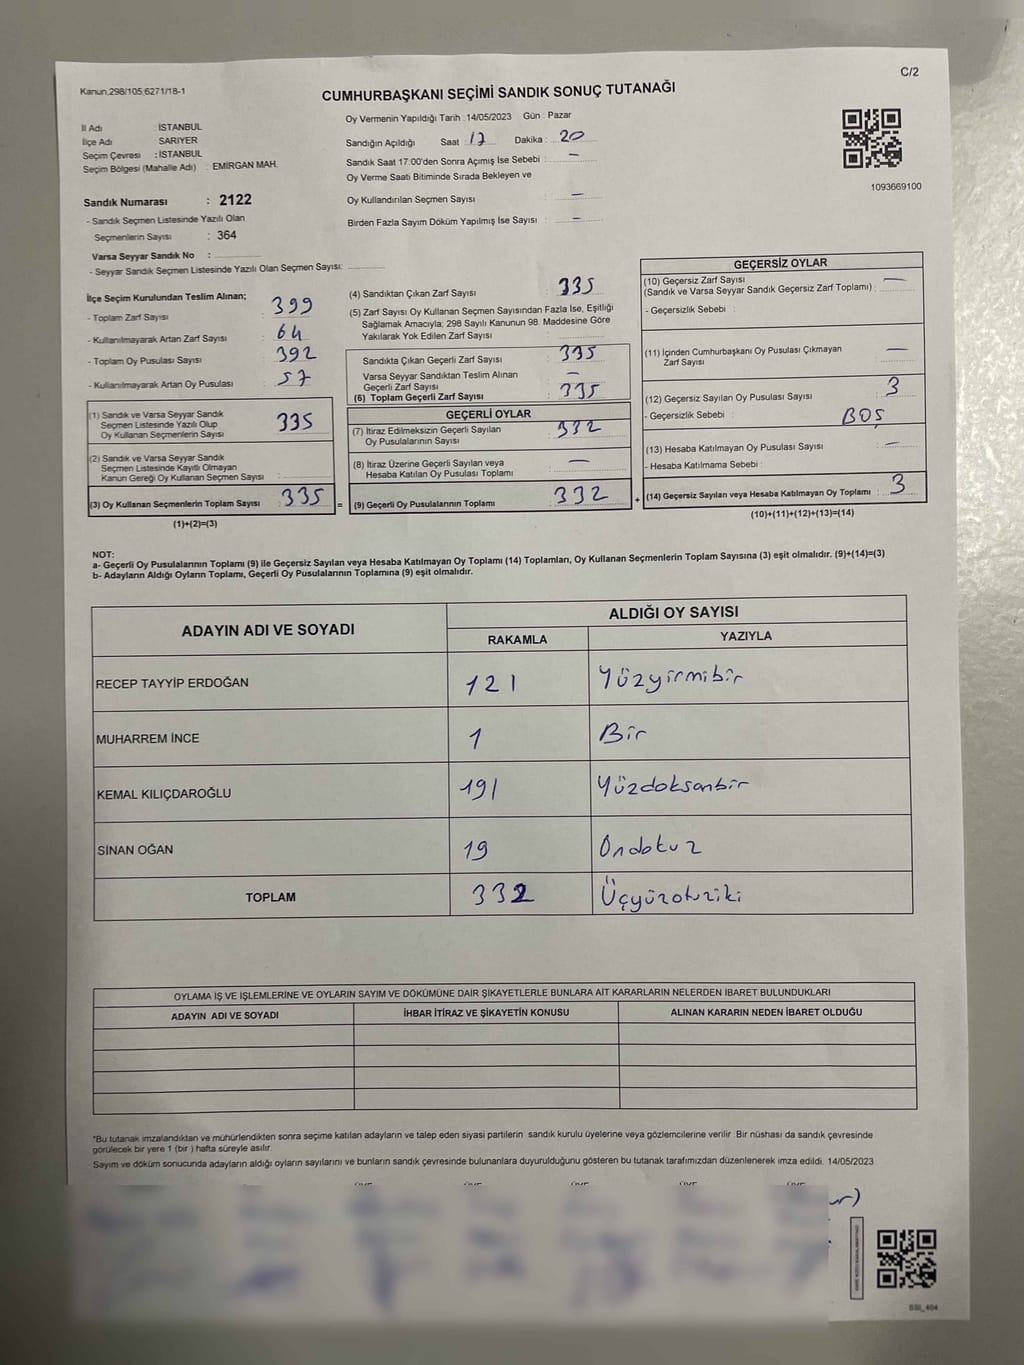 C/2
Kanun.298/105,6271/18-1
CUMHURBAŞKANI SEÇİMİ SANDIK SONUÇ TUTANAĞI
Oy Vermenin Yapıldığı Tarih : 14/05/2023 Gün : Pazar
İl Adı : İSTANBUL
İlçe Adı : SARIYER
Seçim Çevresi : İSTANBUL
Seçim Bölgesi (Mahalle Adı) : EMİRGAN MAH.
Sandığın Açıldığı Saat 17 Dakika : 20
Sandık Saat 17:00'den Sonra Açımış İse Sebebi : —
Oy Verme Saati Bitiminde Sırada Bekleyen ve
Oy Kullandırılan Seçmen Sayısı —
Birden Fazla Sayım Döküm Yapılmış İse Sayısı : —
1093669100
Sandık Numarası : 2122
- Sandık Seçmen Listesinde Yazılı Olan
Seçmenlerin Sayısı : 364
Varsa Seyyar Sandık No :
- Seyyar Sandık Seçmen Listesinde Yazılı Olan Seçmen Sayısı:
İlçe Seçim Kurulundan Teslim Alınan;
- Toplam Zarf Sayısı : 399
- Kullanılmayarak Artan Zarf Sayısı : 64
- Toplam Oy Pusulası Sayısı : 392
- Kullanılmayarak Artan Oy Pusulası : 57
(1) Sandık ve Varsa Seyyar Sandık
Seçmen Listesinde Yazılı Olup
Oy Kullanan Seçmenlerin Sayısı : 335
(2) Sandık ve Varsa Seyyar Sandık
Seçmen Listesinde Kayıtlı Olmayan
Kanun Gereği Oy Kullanan Seçmen Sayısı :
(3) Oy Kullanan Seçmenlerin Toplam Sayısı : 335 =
(1)+(2)=(3)
(4) Sandıktan Çıkan Zarf Sayısı : 335
(5) Zarf Sayısı Oy Kullanan Seçmen Sayısından Fazla İse, Eşitliği
Sağlamak Amacıyla; 298 Sayılı Kanunun 98. Maddesine Göre
Yakılarak Yok Edilen Zarf Sayısı :
Sandıkta Çıkan Geçerli Zarf Sayısı : 335
Varsa Seyyar Sandıktan Teslim Alınan
Geçerli Zarf Sayısı : —
(6) Toplam Geçerli Zarf Sayısı : 335
GEÇERLİ OYLAR
(7) İtiraz Edilmeksizin Geçerli Sayılan
Oy Pusulalarının Sayısı : 332
(8) İtiraz Üzerine Geçerli Sayılan veya
Hesaba Katılan Oy Pusulası Toplamı : —
(9) Geçerli Oy Pusulalarının Toplamı : 332 +
GEÇERSİZ OYLAR
(10) Geçersiz Zarf Sayısı —
(Sandık ve Varsa Seyyar Sandık Geçersiz Zarf Toplamı) :
- Geçersizlik Sebebi :
(11) İçinden Cumhurbaşkanı Oy Pusulası Çıkmayan
Zarf Sayısı : —
(12) Geçersiz Sayılan Oy Pusulası Sayısı : 3
- Geçersizlik Sebebi : BOŞ
(13) Hesaba Katılmayan Oy Pusulası Sayısı : —
- Hesaba Katılmama Sebebi :
(14) Geçersiz Sayılan veya Hesaba Katılmayan Oy Toplamı : 3
(10)+(11)+(12)+(13)=(14)
NOT:
a- Geçerli Oy Pusulalarının Toplamı (9) ile Geçersiz Sayılan veya Hesaba Katılmayan Oy Toplamı (14) Toplamları, Oy Kullanan Seçmenlerin Toplam Sayısına (3) eşit olmalıdır. (9)+(14)=(3)
b- Adayların Aldığı Oyların Toplamı, Geçerli Oy Pusulalarının Toplamına (9) eşit olmalıdır.
ADAYIN ADI VE SOYADI ALDIĞI OY SAYISI
RAKAMLA YAZIYLA
RECEP TAYYİP ERDOĞAN 121 Yüzyirmibir
MUHARREM İNCE 1 Bir
KEMAL KILIÇDAROĞLU 191 Yüzdoksanbir
SİNAN OĞAN 19 Ondokuz
TOPLAM 332 Üçyüzotuziki
OYLAMA İŞ VE İŞLEMLERİNE VE OYLARIN SAYIM VE DÖKÜMÜNE DAİR ŞİKAYETLERLE BUNLARA AİT KARARLARIN NELERDEN İBARET BULUNDUKLARI
ADAYIN ADI VE SOYADI İHBAR İTİRAZ VE ŞİKAYETİN KONUSU ALINAN KARARIN NEDEN İBARET OLDUĞU
*Bu tutanak imzalandıktan ve mühürlendikten sonra seçime katılan adayların ve talep eden siyasi partilerin sandık kurulu üyelerine veya gözlemcilerine verilir. Bir nüshası da sandık çevresinde
görülecek bir yere 1 (bir ) hafta süreyle asılır.
Sayım ve döküm sonucunda adayların aldığı oyların sayılarını ve bunların sandık çevresinde bulunanlara duyurulduğunu gösteren bu tutanak tarafımızdan düzenlenerek imza edildi. 14/05/2023